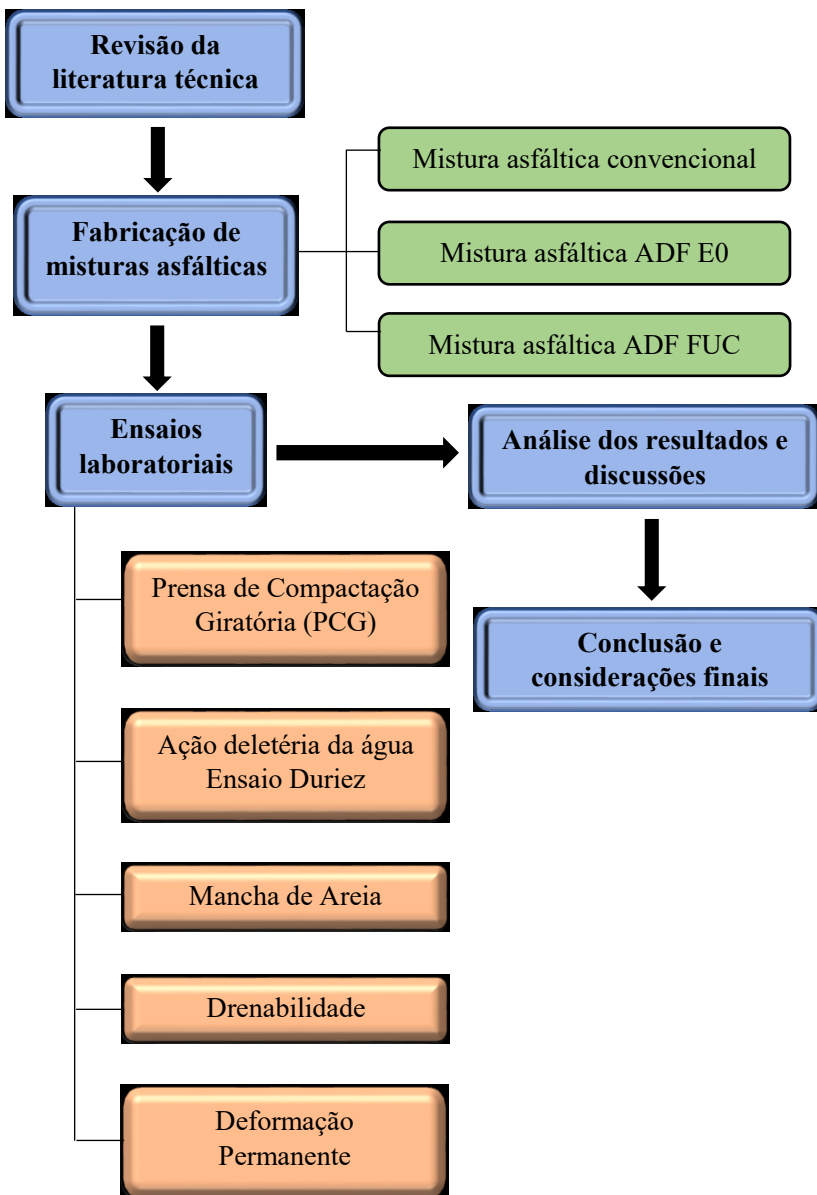 Revisão da
literatura técnica
Fabricação de
misturas asfálticas
Mistura asfáltica convencional
Mistura asfáltica ADF E0
Mistura asfáltica ADF FUC
Ensaios
laboratoriais
Análise dos resultados e
discussões
Conclusão e
considerações finais
Prensa de Compactação
Giratória (PCG)
Ação deletéria da água
Ensaio Duriez
Mancha de Areia
Drenabilidade
Deformação
Permanente